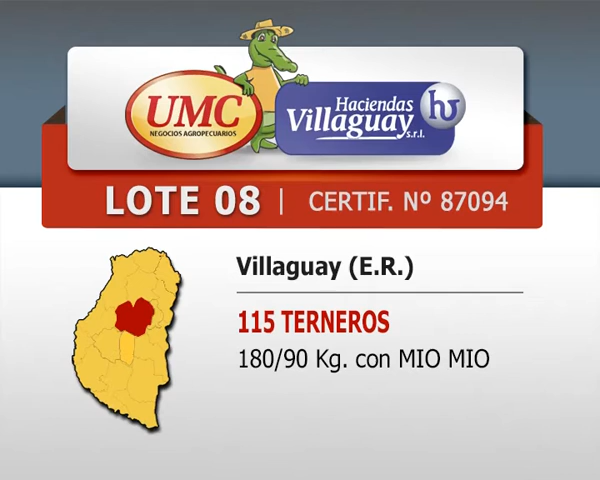 UMC
NEGOCIOS AGROPECUARIOS
Haciendas
Villaguay
s.r.l.
hv
LOTE 08 | CERTIF. Nº 87094
Villaguay (E.R.)
115 TERNEROS
180/90 Kg. con MIO MIO